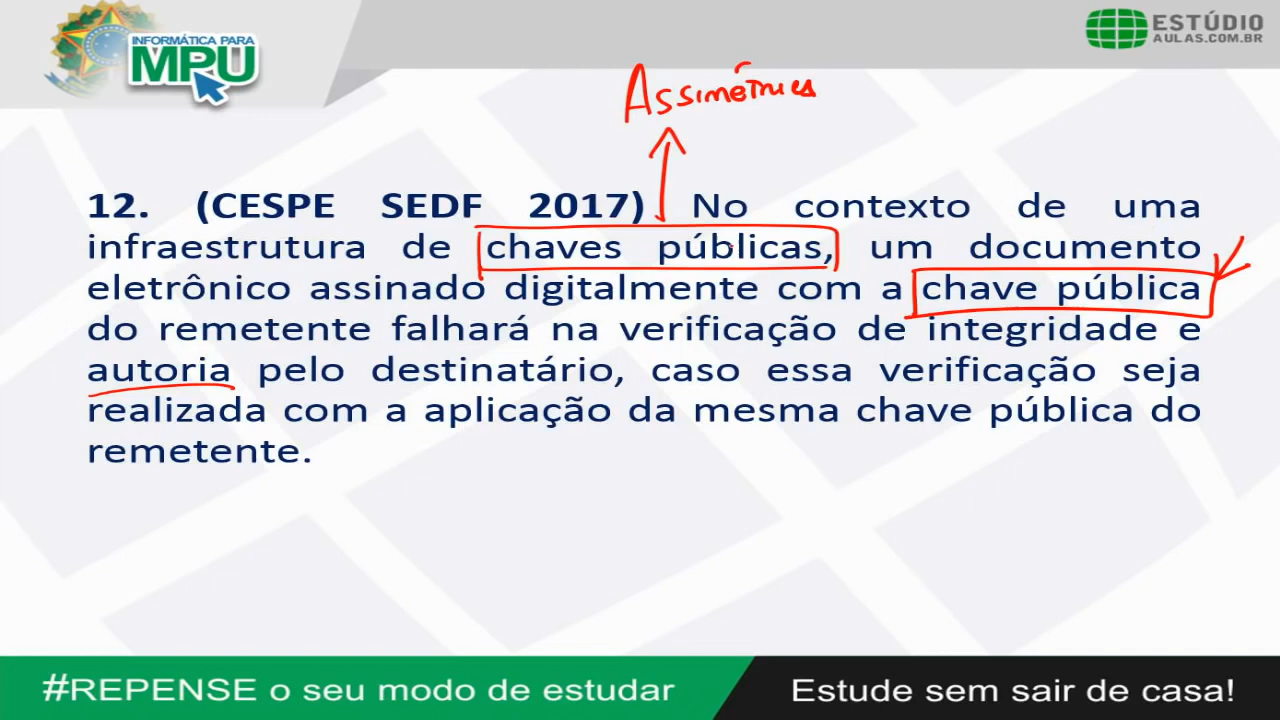 INFORMÁTICA PARA
MPU
ESTÚDIO
AULAS.COM.BR
Assimétricas
12. (CESPE SEDF 2017) No contexto de uma
infraestrutura de chaves públicas, um documento
eletrônico assinado digitalmente com a chave pública
do remetente falhará na verificação de integridade e
autoria pelo destinatário, caso essa verificação seja
realizada com a aplicação da mesma chave pública do
remetente.
#REPENSE o seu modo de estudar
Estude sem sair de casa!